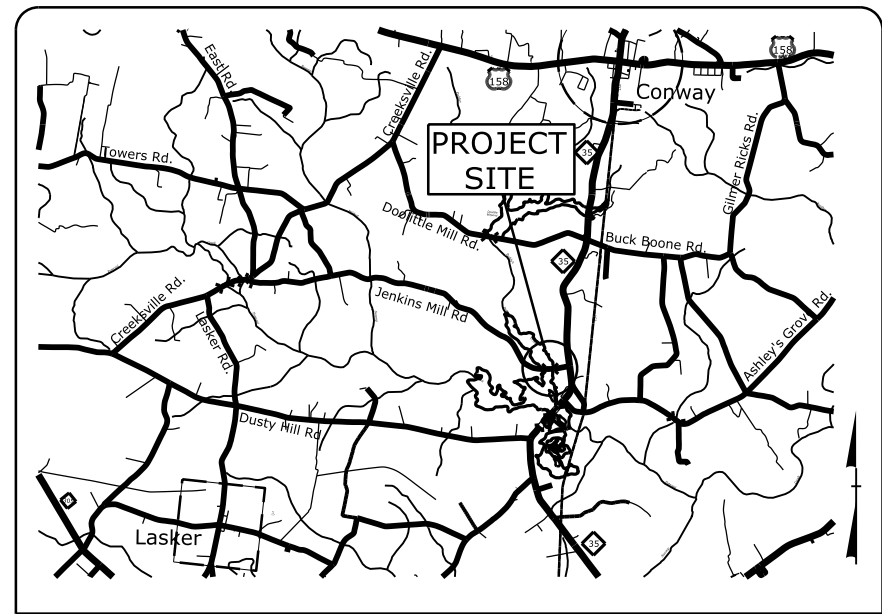 158
East Rd.
Creeksville Rd.
158
Conway
PROJECT
SITE
35
Gilmer Ricks Rd.
Towers Rd.
Doolittle Mill Rd.
Buck Boone Rd.
35
Creeksville Rd.
Jenkins Mill Rd
Lasker Rd.
Ashley's Grov. Rd.
Dusty Hill Rd
Lasker
35